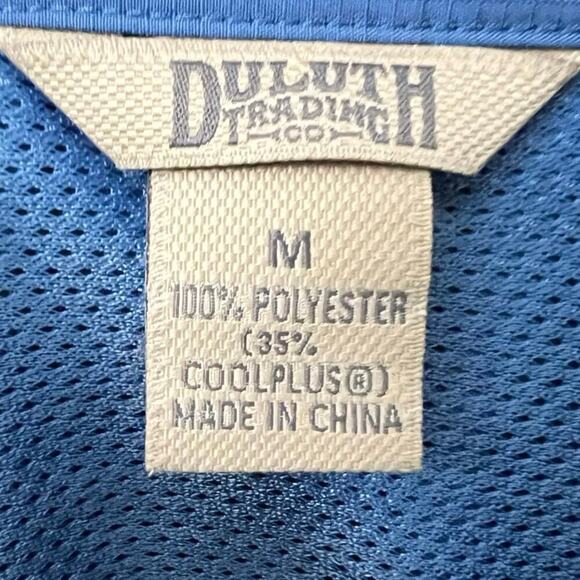 DULUTH
TRADING
CO
M
100% POLYESTER
(35%
COOLPLUS®)
MADE IN CHINA